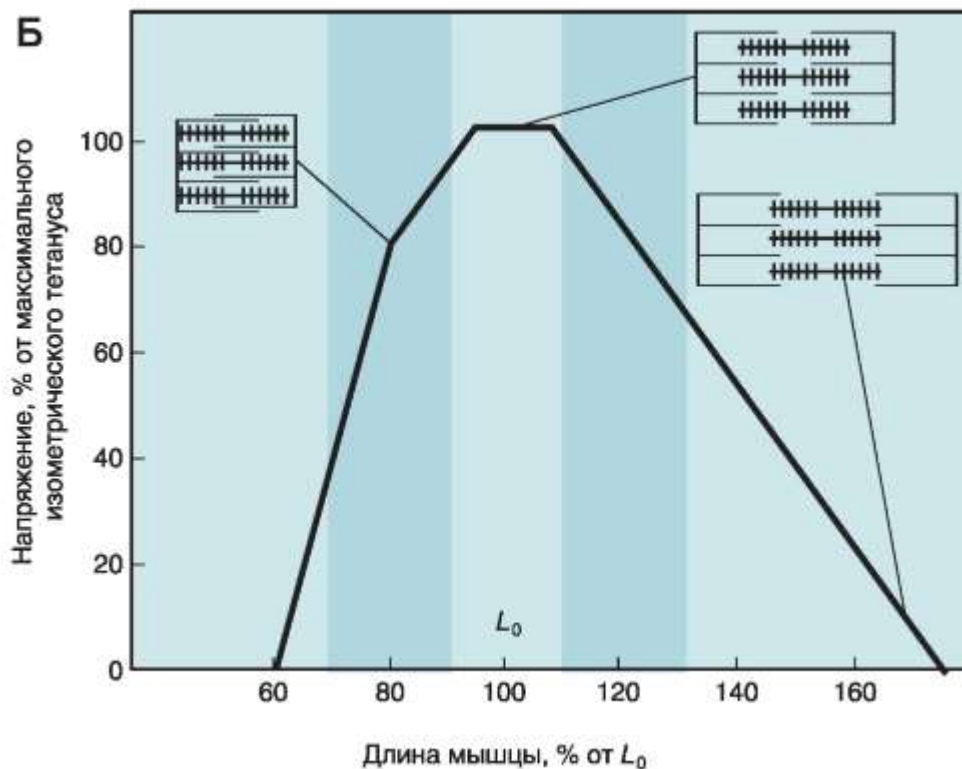 Б
Напряжение, % от максимального
изометрического тетануса
100
80
60
40
20
0
L₀
60
80
100
120
140
160
Длина мышцы, % от L₀